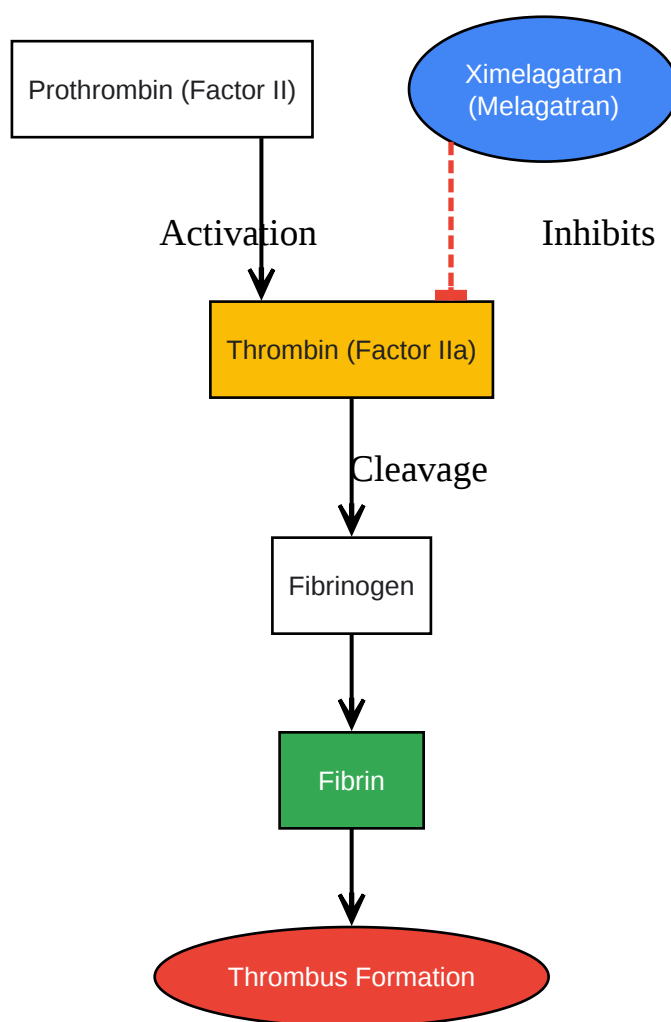 Prothrombin (Factor II)
Ximelagatran
(Melagatran)
Activation
Inhibits
Thrombin (Factor IIa)
Cleavage
Fibrinogen
Fibrin
Thrombus Formation